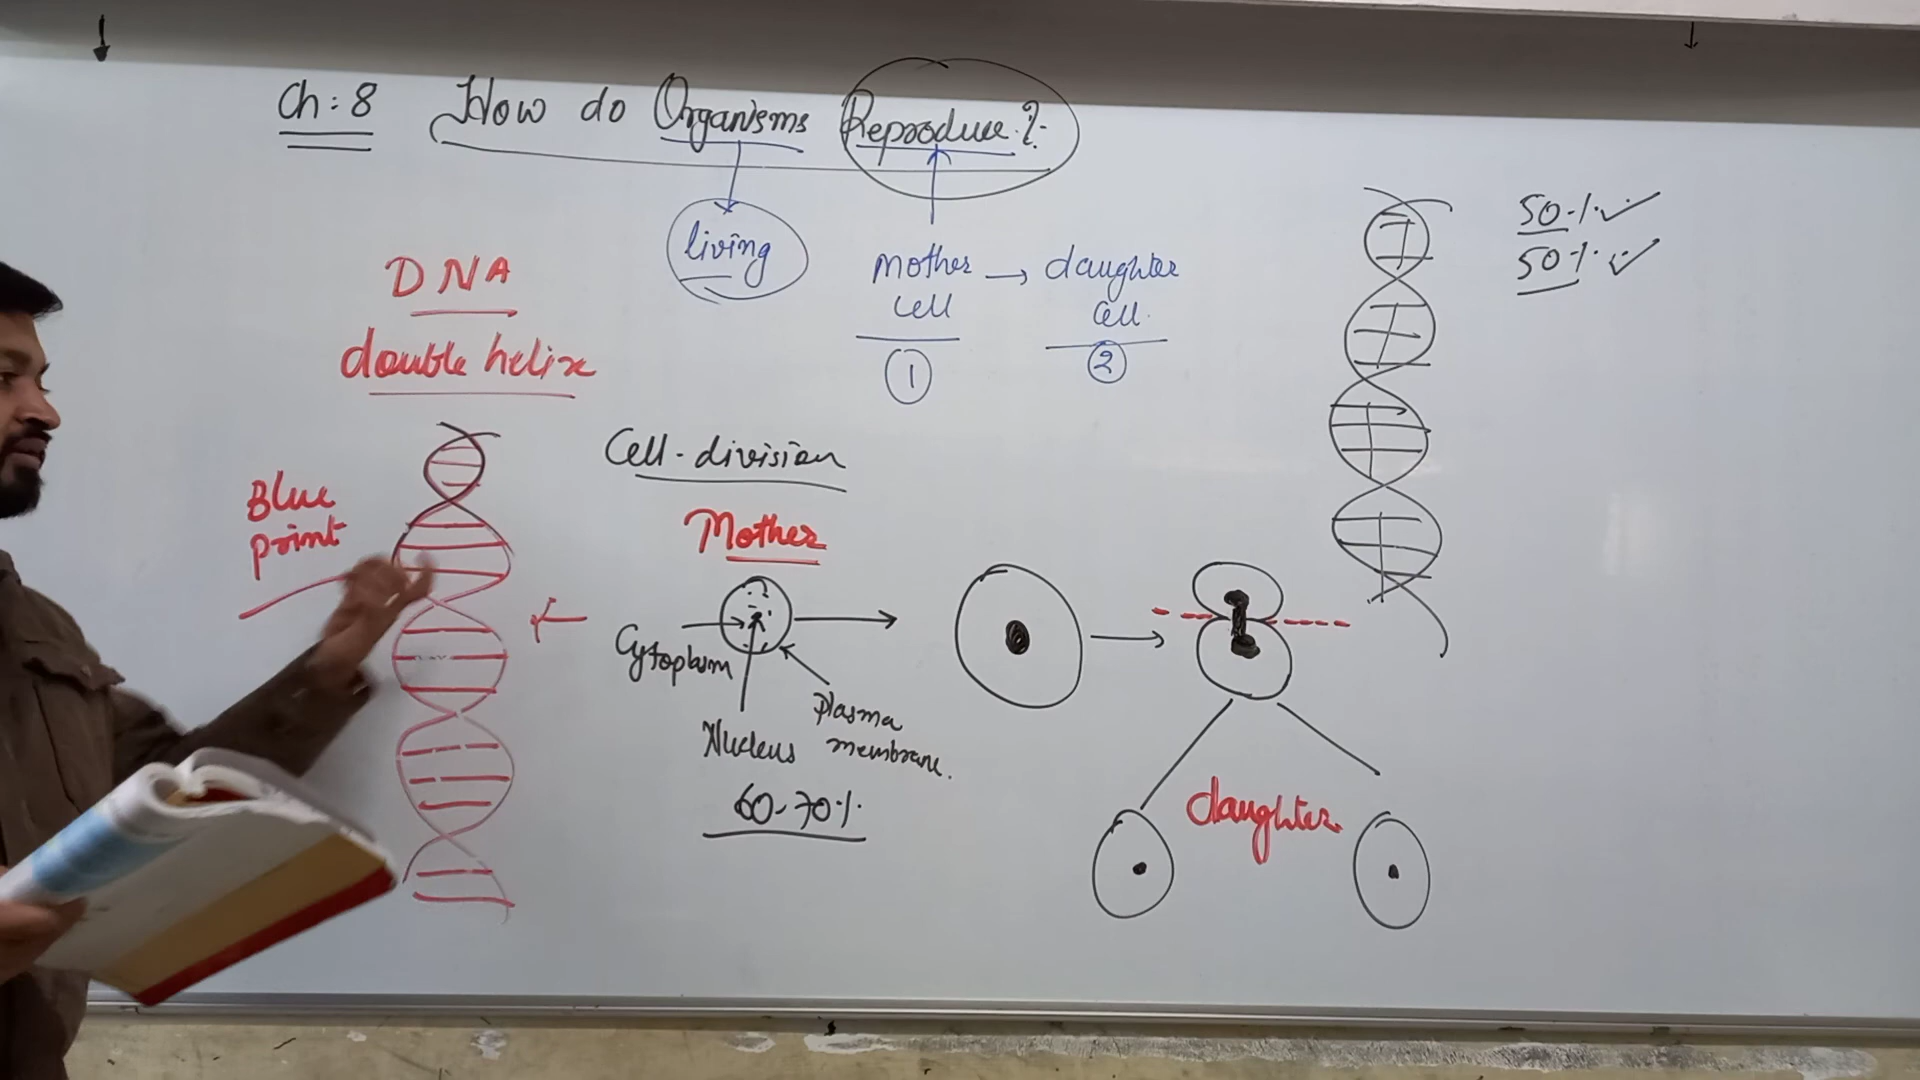 Ch: 8 How do Organisms Reproduce?
living
mother cell → daughter cell.
1 2
50%
50%
DNA
double helix
Blue print
Cell-division
Mother
Cytoplasm
Nucleus
Plasma membrane.
60-70%
daughter